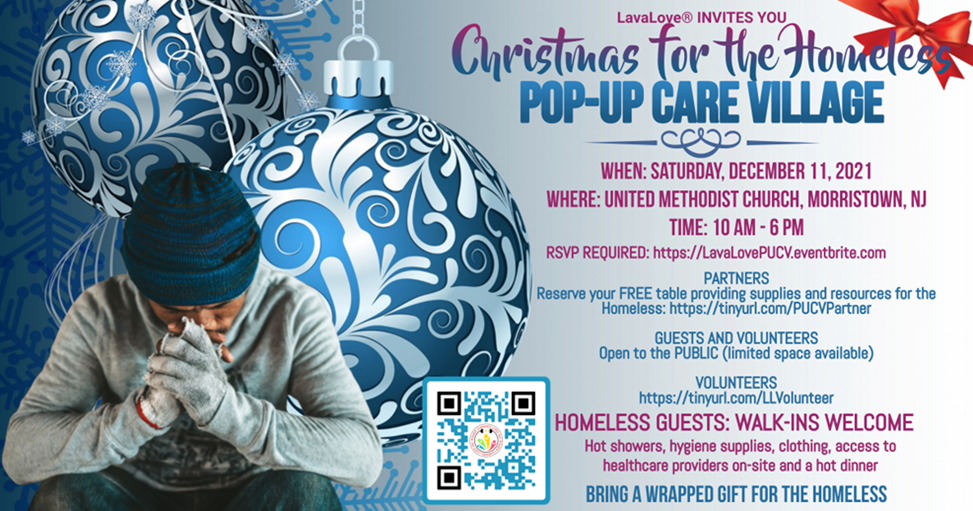 LavaLove® INVITES YOU
Christmas for the Homeless
POP-UP CARE VILLAGE
WHEN: SATURDAY, DECEMBER 11, 2021
WHERE: UNITED METHODIST CHURCH, MORRISTOWN, NJ
TIME: 10 AM - 6 PM
RSVP REQUIRED: https://LavaLovePUCV.eventbrite.com
PARTNERS
Reserve your FREE table providing supplies and resources for the
Homeless: https://tinyurl.com/PUCVPartner
GUESTS AND VOLUNTEERS
Open to the PUBLIC (limited space available)
VOLUNTEERS
https://tinyurl.com/LLVolunteer
HOMELESS GUESTS: WALK-INS WELCOME
Hot showers, hygiene supplies, clothing, access to
healthcare providers on-site and a hot dinner
BRING A WRAPPED GIFT FOR THE HOMELESS